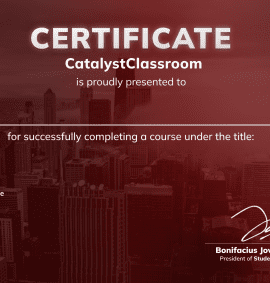 CERTIFICATE
CatalystClassroom
is proudly presented to
for successfully completing a course under the title:
e
Bonifacius Jov
President of Stude